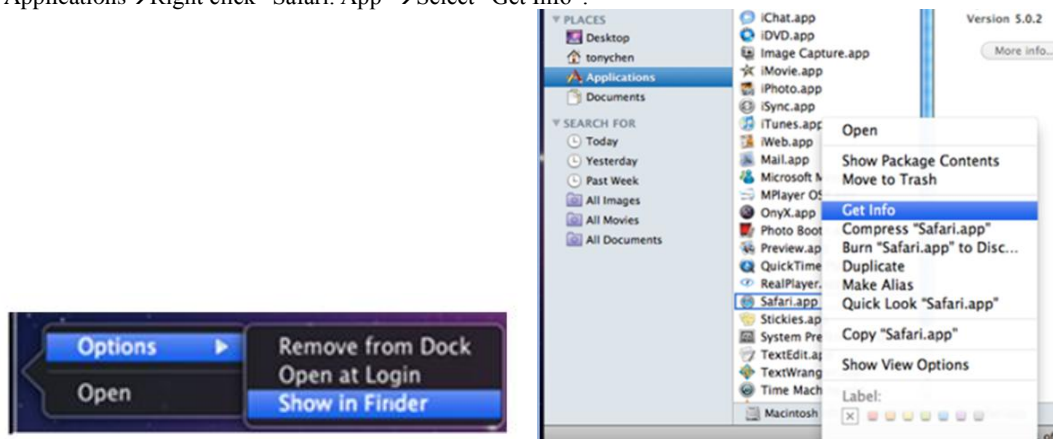 Applications→Right click "Safari. App"→Select "Get Info".
Options
Open
Remove from Dock
Open at Login
Show in Finder
PLACES
Desktop
tonychen
Applications
Documents
SEARCH FOR
Today
Yesterday
Past Week
All Images
All Movies
All Documents
iChat.app
iDVD.app
Image Capture.app
iMovie.app
iPhoto.app
iSync.app
iTunes.app
iWeb.app
Mail.app
Microsoft M
MPlayer OS
OnyX.app
Photo Boot
Preview.ap
QuickTime
RealPlayer.
Safari.app
Stickies.ap
System Pre
TextEdit.ap
TextWrang
Time Mach
Macintosh
Version 5.0.2
More info...
Open
Show Package Contents
Move to Trash
Get Info
Compress "Safari.app"
Burn "Safari.app" to Disc...
Duplicate
Make Alias
Quick Look "Safari.app"
Copy "Safari.app"
Show View Options
Label: